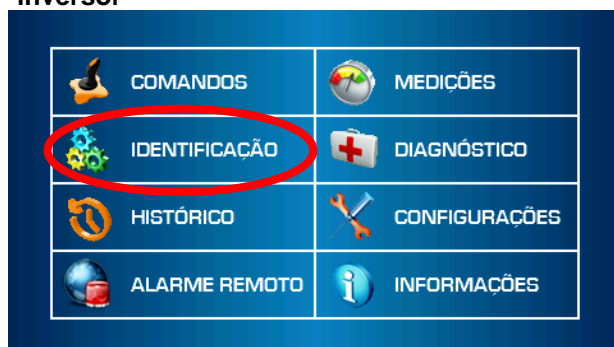 Inversor
COMANDOS
MEDIÇÕES
IDENTIFICAÇÃO
DIAGNÓSTICO
HISTÓRICO
CONFIGURAÇÕES
ALARME REMOTO
INFORMAÇÕES